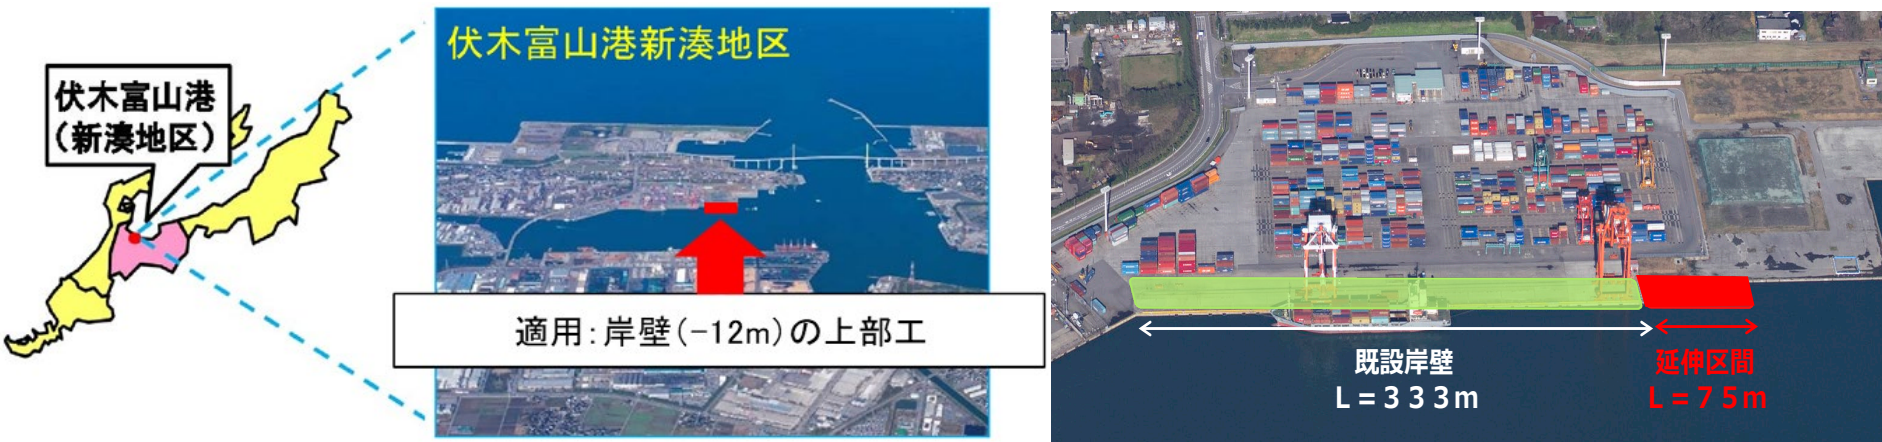 伏木富山港
（新湊地区）
伏木富山港新湊地区
適用：岸壁（−12m）の上部工
既設岸壁
L＝３３３m
延伸区間
L＝７５m